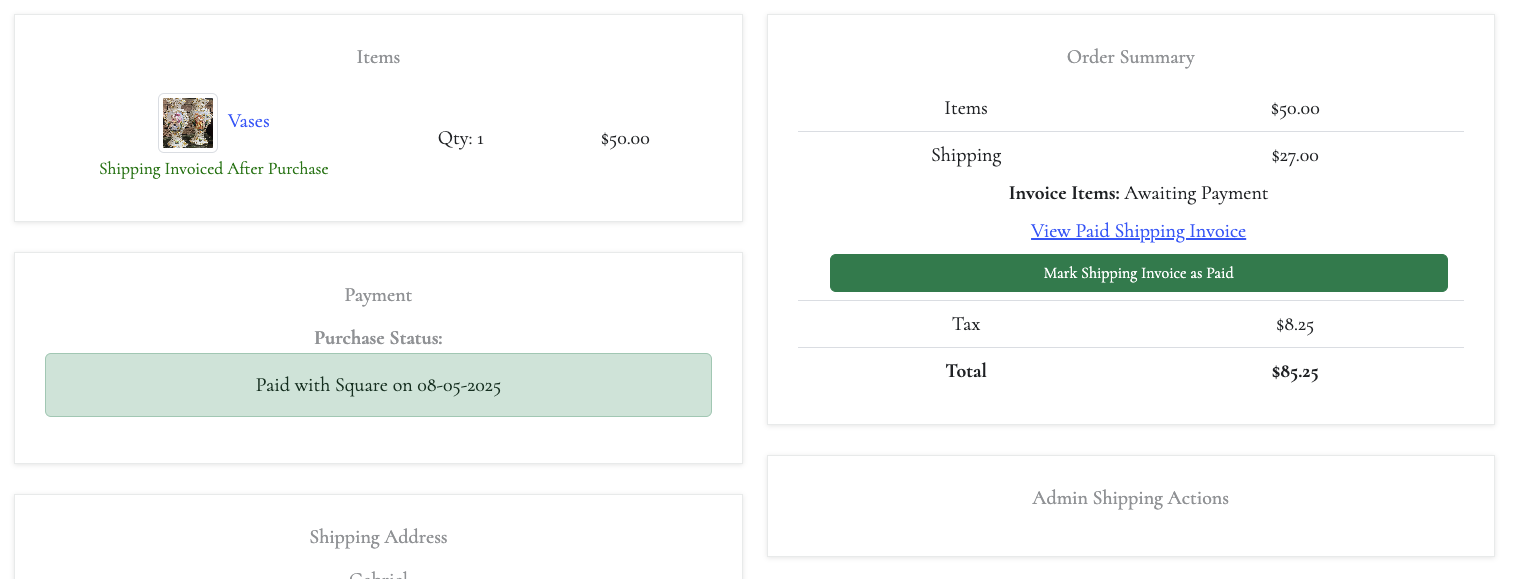 Items
Vases
Shipping Invoiced After Purchase
Qty: 1
$50.00
Payment
Purchase Status:
Paid with Square on 08-05-2025
Shipping Address
Gabriel
Order Summary
Items $50.00
Shipping $27.00
Invoice Items: Awaiting Payment
View Paid Shipping Invoice
Mark Shipping Invoice as Paid
Tax $8.25
Total $85.25
Admin Shipping Actions